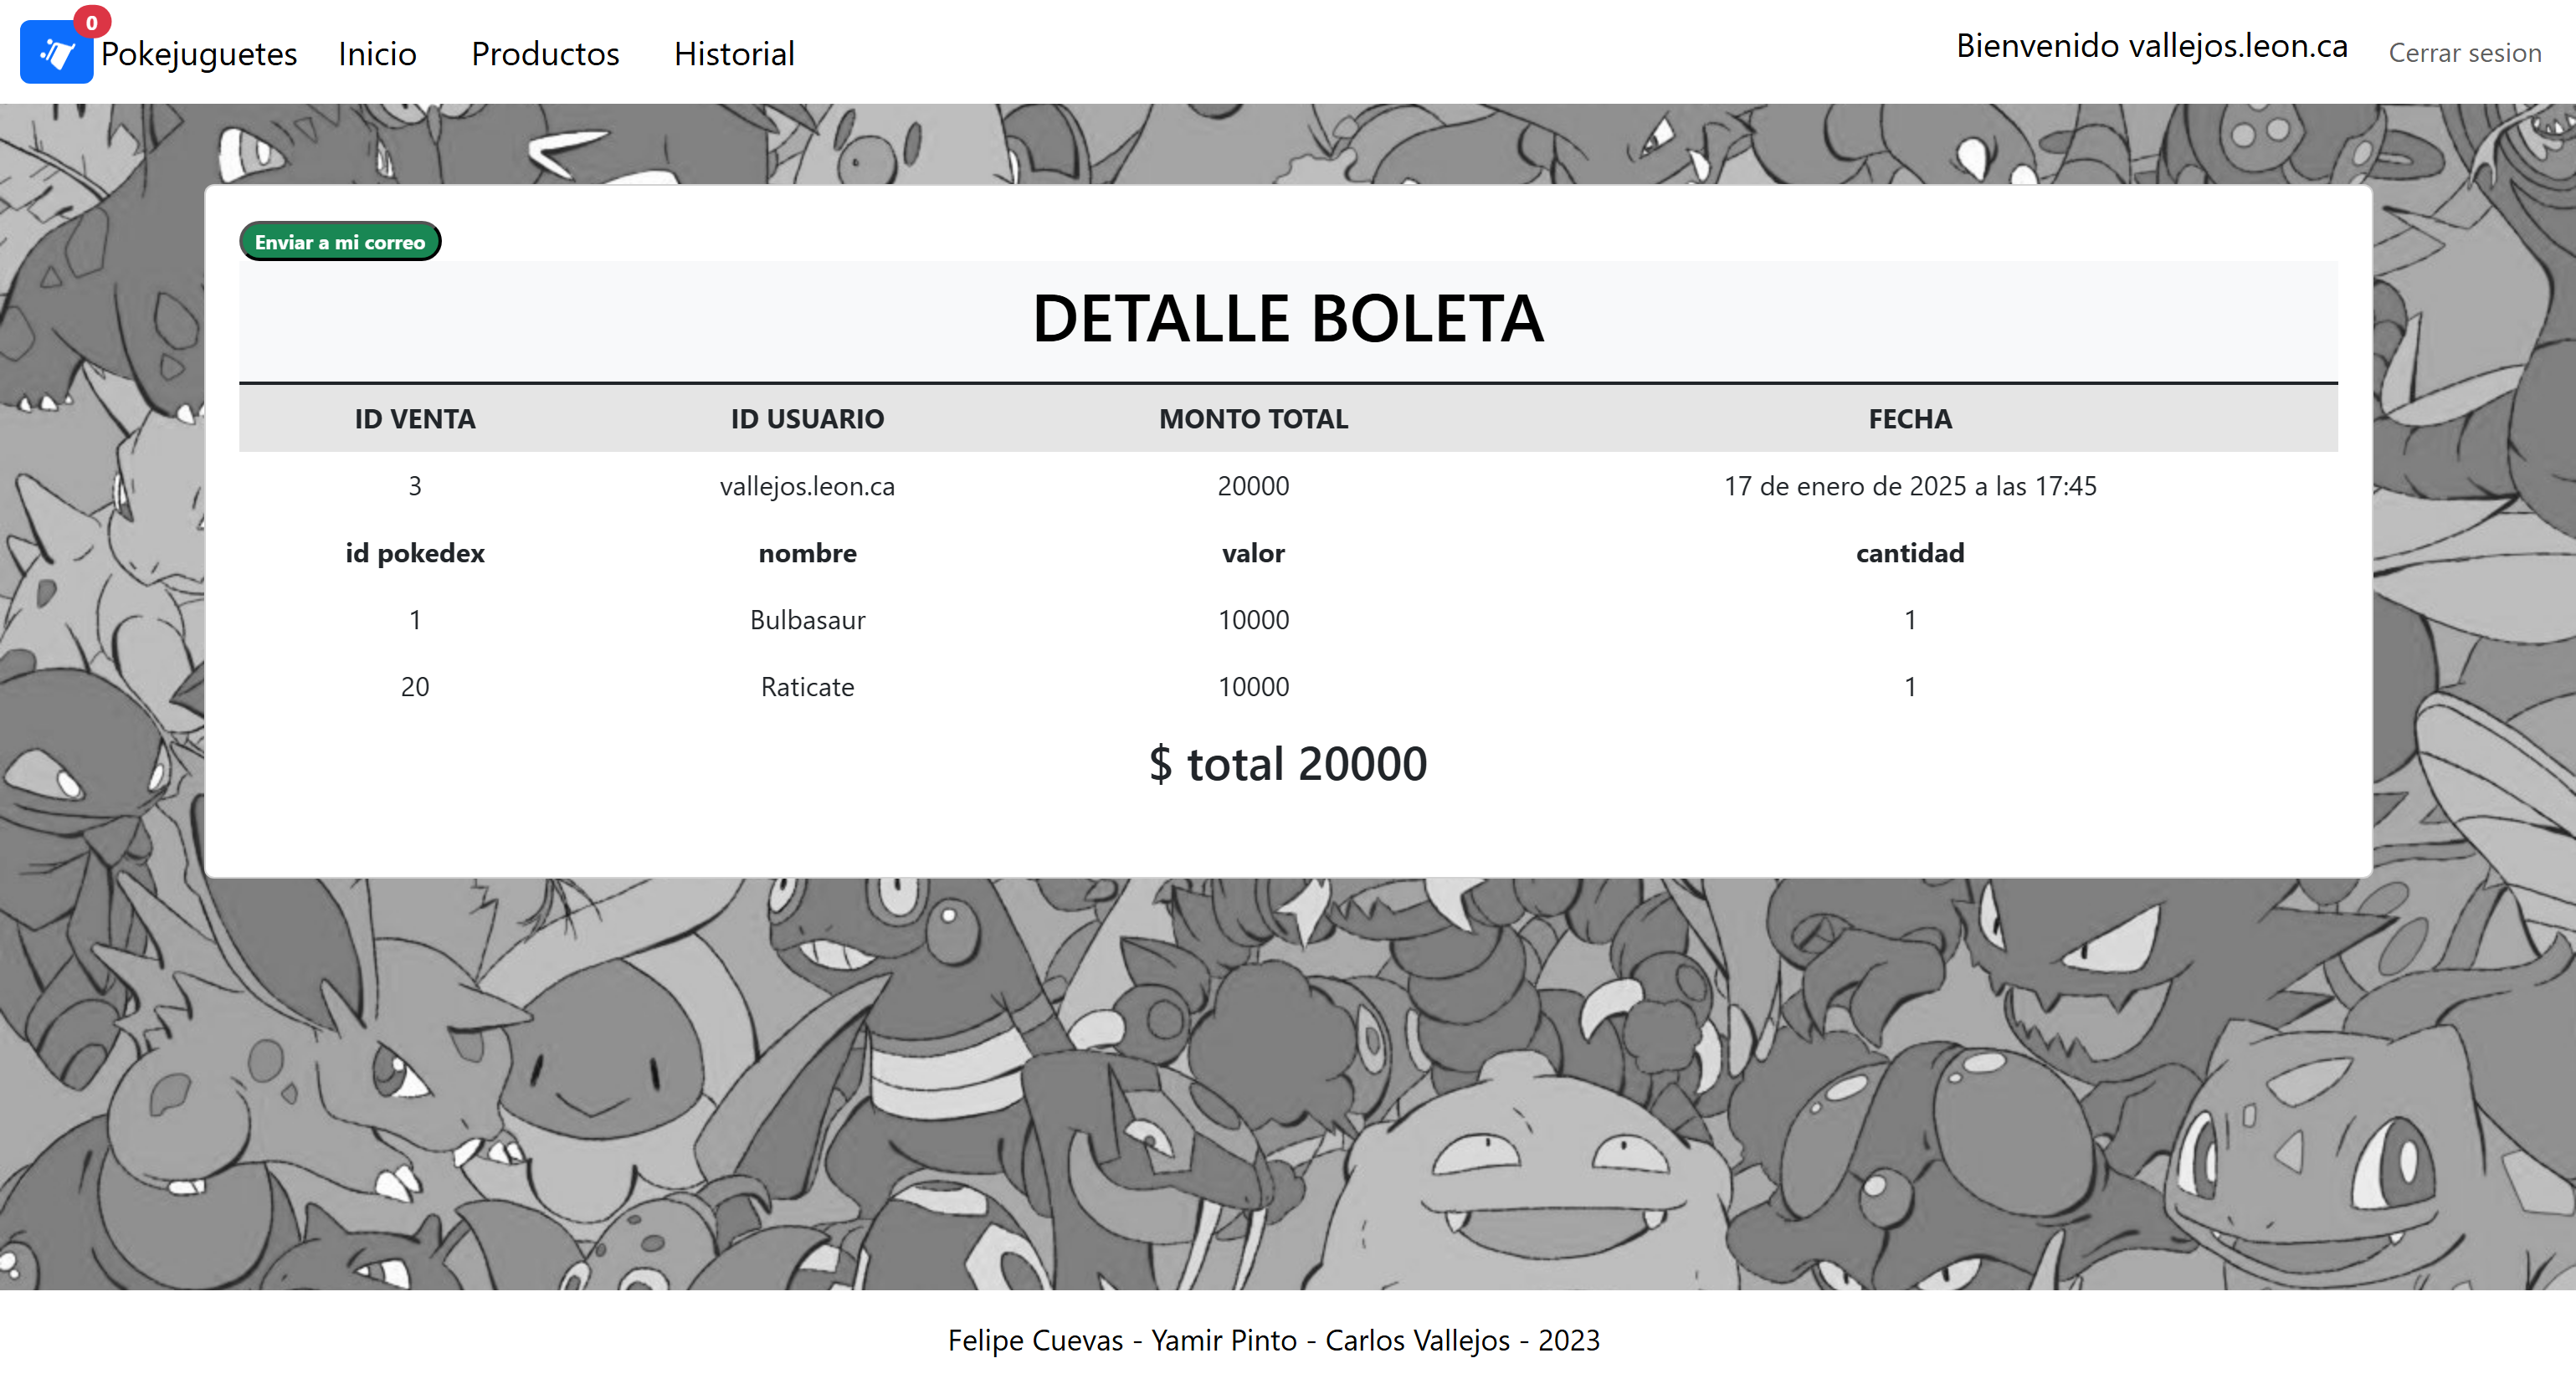 0
Pokejuguetes Inicio Productos Historial Bienvenido vallejos.leon.ca Cerrar sesion
Enviar a mi correo
DETALLE BOLETA
ID VENTA ID USUARIO MONTO TOTAL FECHA
3 vallejos.leon.ca 20000 17 de enero de 2025 a las 17:45
id pokedex nombre valor cantidad
1 Bulbasaur 10000 1
20 Raticate 10000 1
$ total 20000
Felipe Cuevas - Yamir Pinto - Carlos Vallejos - 2023